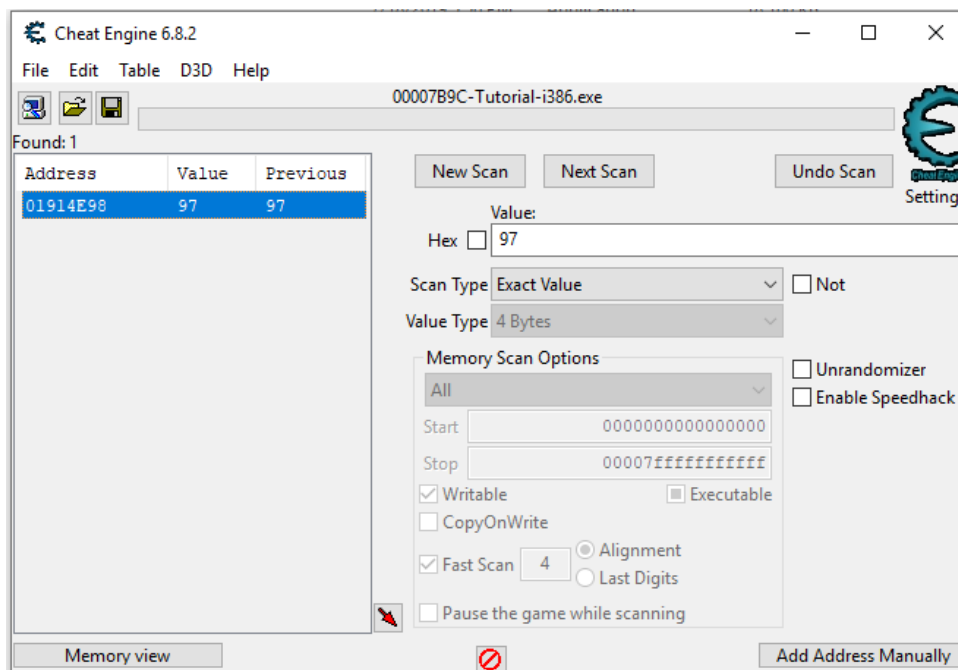 Cheat Engine 6.8.2
File Edit Table D3D Help
00007B9C-Tutorial-i386.exe
Found: 1
Address Value Previous
01914E98 97 97
New Scan Next Scan Undo Scan
Cheat Engine
Setting
Value:
Hex 97
Scan Type Exact Value Not
Value Type 4 Bytes
Memory Scan Options
All
Unrandomizer
Enable Speedhack
Start 0000000000000000
Stop 00007fffffffffff
Writable Executable
CopyOnWrite
Fast Scan 4 Alignment
Last Digits
Pause the game while scanning
Memory view Add Address Manually